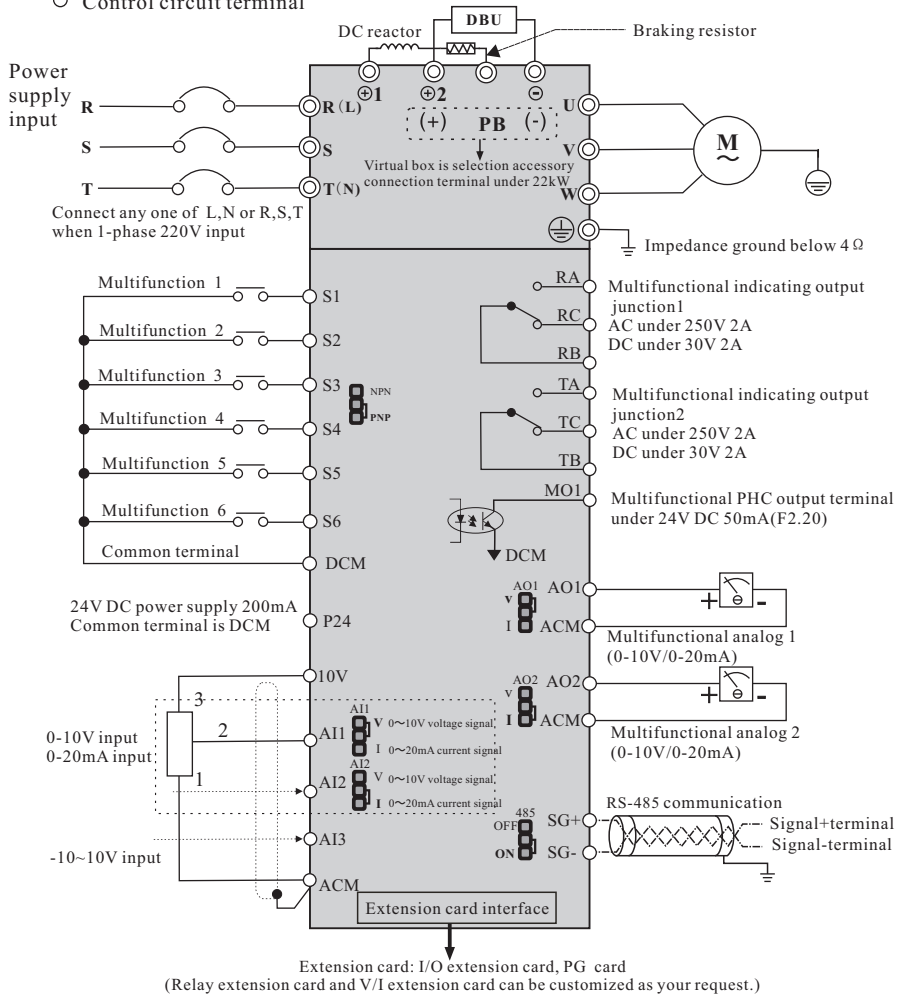 Control circuit terminal
DBU
DC reactor
Braking resistor
Power
supply
input
⊕1
⊕2
⊖
R
R(L)
(+) PB (-)
U
S
S
Virtual box is selection accessory
connection terminal under 22kW
V
M
~
T
T(N)
W
Connect any one of L,N or R,S,T
when 1-phase 220V input
Impedance ground below 4Ω
Multifunction 1
S1
Multifunction 2
S2
Multifunction 3
S3
Multifunction 4
S4
Multifunction 5
S5
Multifunction 6
S6
Common terminal
DCM
NPN
PNP
RA
RC
RB
Multifunctional indicating output
junction1
AC under 250V 2A
DC under 30V 2A
TA
TC
TB
Multifunctional indicating output
junction2
AC under 250V 2A
DC under 30V 2A
MO1
Multifunctional PHC output terminal
under 24V DC 50mA(F2.20)
DCM
24V DC power supply 200mA
Common terminal is DCM
P24
AO1
V
I
AO1
ACM
+ -
Multifunctional analog 1
(0-10V/0-20mA)
AO2
V
I
AO2
ACM
+ -
Multifunctional analog 2
(0-10V/0-20mA)
10V
3
2
1
0-10V input
0-20mA input
AI1
AI1
V 0～10V voltage signal
I 0～20mA current signal
AI2
AI2
V 0～10V voltage signal
I 0～20mA current signal
AI3
-10~10V input
ACM
485
OFF
ON
SG+
SG-
RS-485 communication
Signal+terminal
Signal-terminal
Extension card interface
Extension card: I/O extension card, PG card
(Relay extension card and V/I extension card can be customized as your request.)